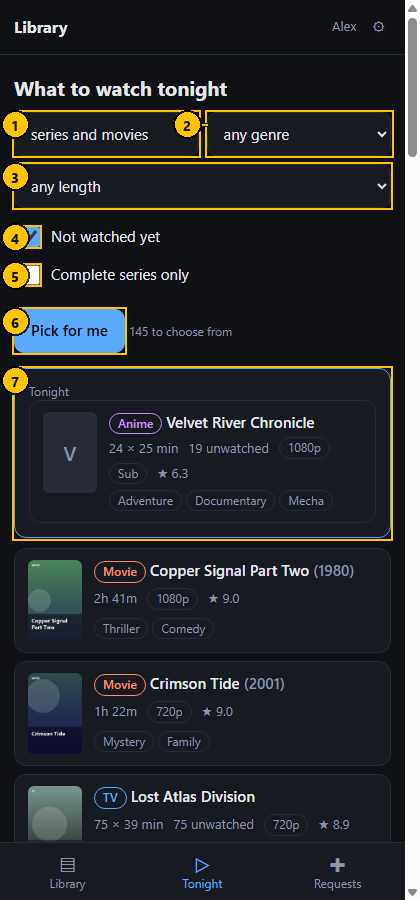 Library
Alex ⚙
What to watch tonight
1 series and movies
2 any genre
3 any length
4 Not watched yet
5 Complete series only
6 Pick for me 145 to choose from
7
Tonight
V
Anime Velvet River Chronicle
24 × 25 min 19 unwatched 1080p
Sub ★ 6.3
Adventure Documentary Mecha
Copper Signal
Part Two
Movie Copper Signal Part Two (1980)
2h 41m 1080p ★ 9.0
Thriller Comedy
Crimson Tide
Movie Crimson Tide (2001)
1h 22m 720p ★ 9.0
Mystery Family
TV Lost Atlas Division
75 × 39 min 75 unwatched 720p ★ 8.9
Library Tonight Requests